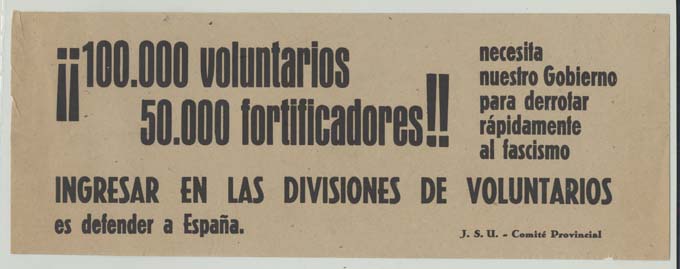 ¡¡100.000 voluntarios
50.000 fortificadores!!
necesita
nuestro Gobierno
para derrotar
rápidamente
al fascismo
INGRESAR EN LAS DIVISIONES DE VOLUNTARIOS
es defender a España.
J. S. U. - Comité Provincial